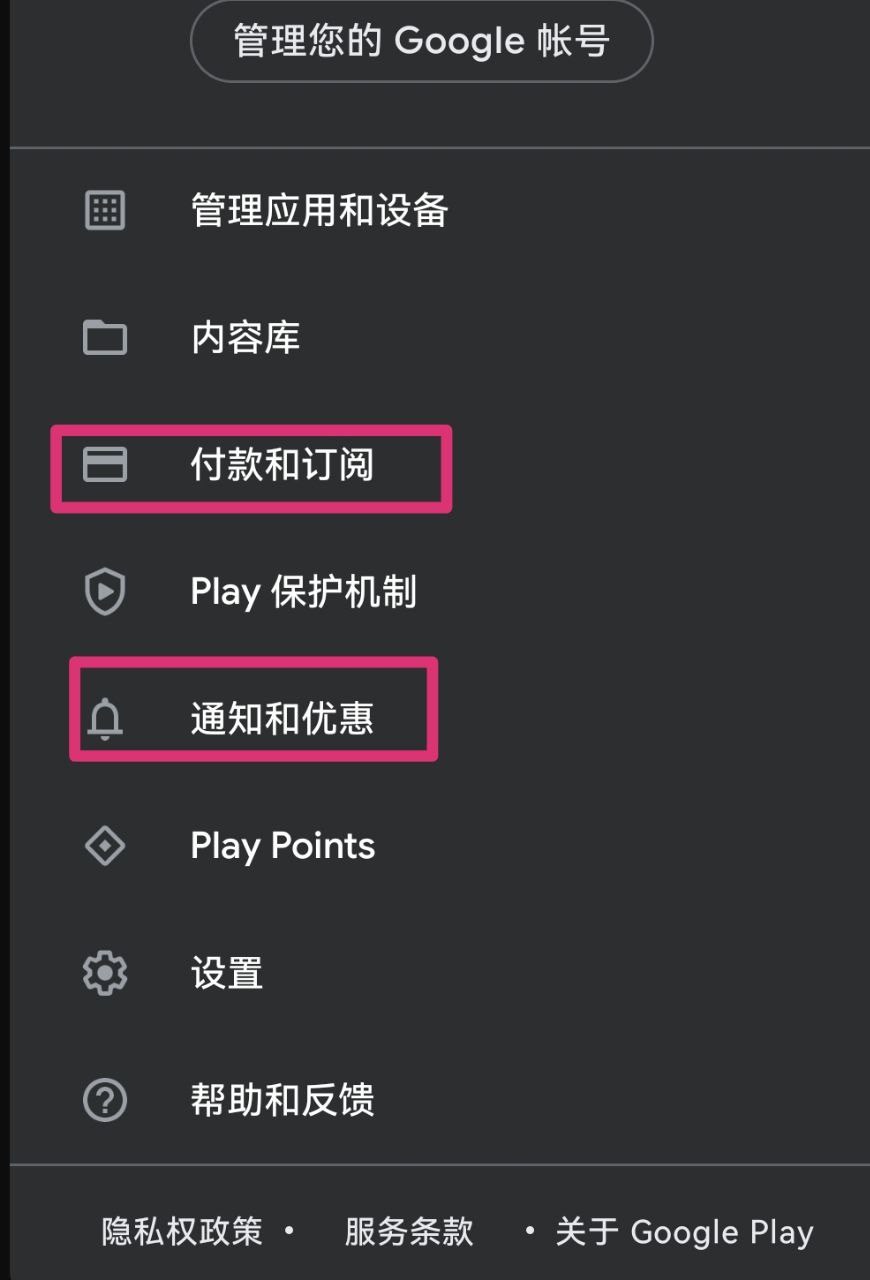 管理您的 Google 帐号
管理应用和设备
内容库
付款和订阅
Play 保护机制
通知和优惠
Play Points
设置
帮助和反馈
隐私权政策 • 服务条款 • 关于 Google Play